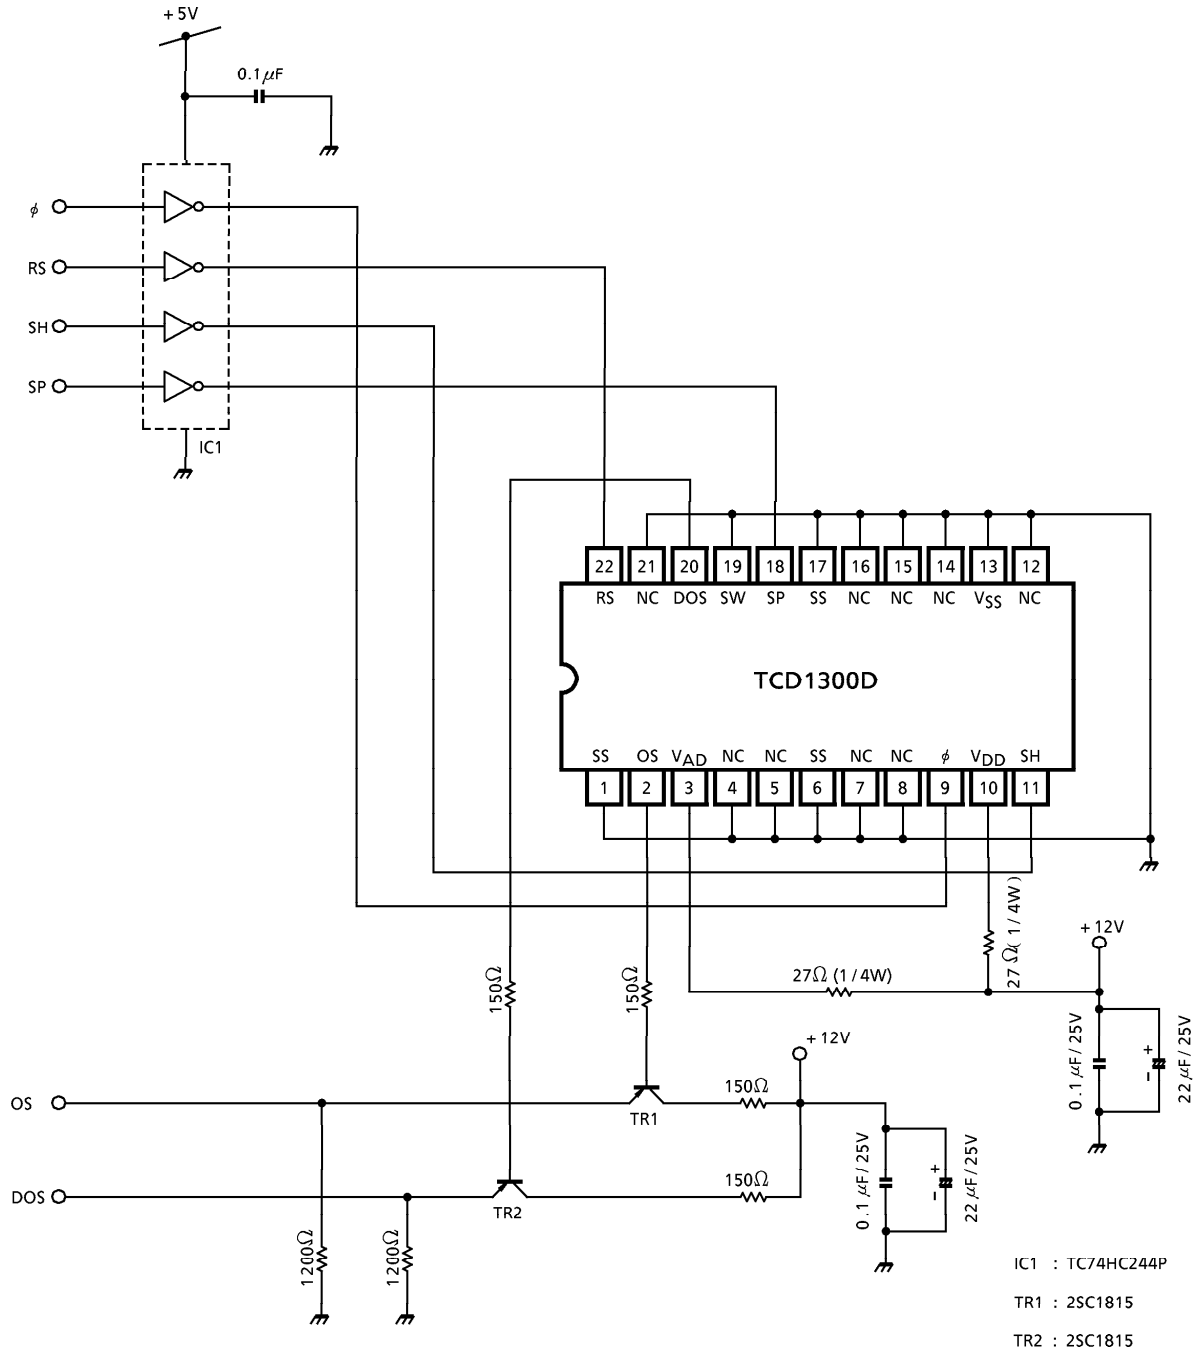 +5V
0.1μF
ϕ
RS
SH
SP
IC1
22 21 20 19 18 17 16 15 14 13 12
RS NC DOS SW SP SS NC NC NC VSS NC
TCD1300D
SS OS VAD NC NC SS NC NC ϕ VDD SH
1 2 3 4 5 6 7 8 9 10 11
27Ω(1/4W)
+12V
150Ω
150Ω
27Ω (1/4W)
0.1μF/25V
+
−
22μF/25V
+12V
OS
TR1
150Ω
DOS
TR2
150Ω
0.1μF/25V
+
−
22μF/25V
1200Ω
1200Ω
IC1 : TC74HC244P
TR1 : 2SC1815
TR2 : 2SC1815